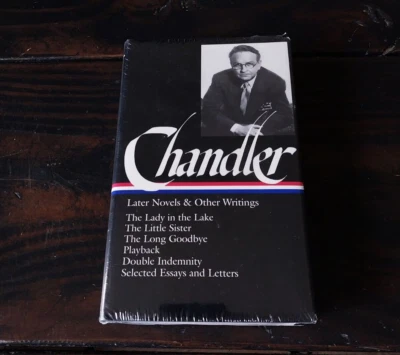 Chandler
Later Novels & Other Writings
The Lady in the Lake
The Little Sister
The Long Goodbye
Playback
Double Indemnity
Selected Essays and Letters